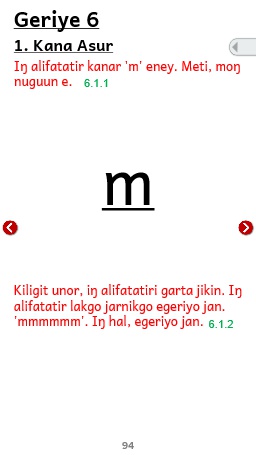 Geriye 6
1. Kana Asur
Iŋ alifatatir kanar 'm' eney. Meti, moŋ
nuguun e. 6.1.1
m
Kiligit unor, iŋ alifatatiri garta jikin. Iŋ
alifatatir lakgo jarnikgo egeriyo jan.
'mmmmmm'. Iŋ hal, egeriyo jan. 6.1.2
94